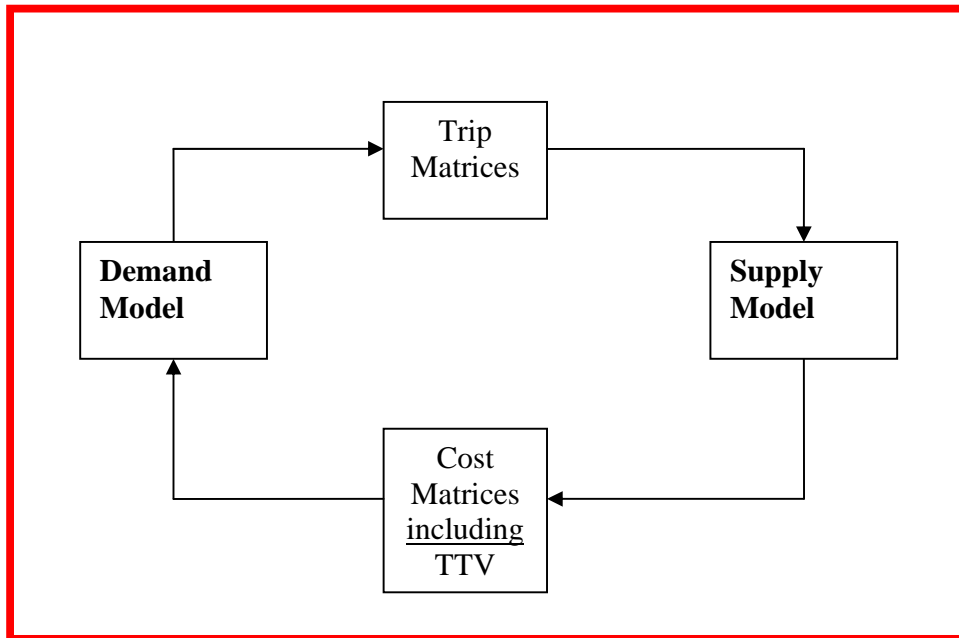 Trip
Matrices
Demand
Model
Supply
Model
Cost
Matrices
including
TTV